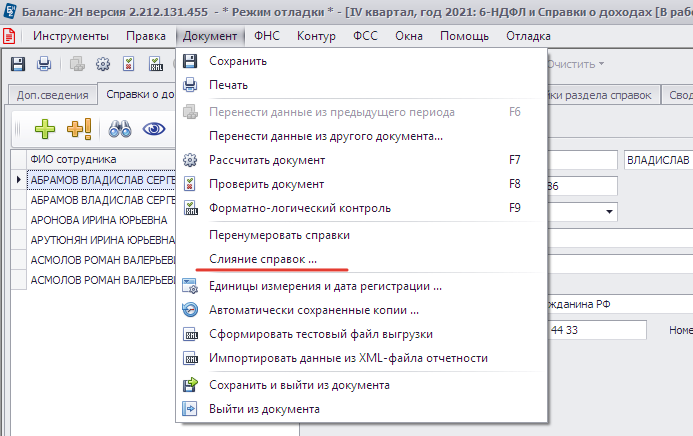 Баланс-2Н версия 2.212.131.455 - * Режим отладки * - [IV квартал, год 2021: 6-НДФЛ и Справки о доходах [В рабо
Инструменты Правка Документ ФНС Контур ФСС Окна Помощь Отладка
Очистить
Доп.сведения Справки о до йки раздела справок Свод
ФИО сотрудника
АБРАМОВ ВЛАДИСЛАВ СЕРГЕ
АБРАМОВ ВЛАДИСЛАВ СЕРГЕ
АРОНОВА ИРИНА ЮРЬЕВНА
АРУТЮНЯН ИРИНА ЮРЬЕВНА
АСМОЛОВ РОМАН ВАЛЕРЬЕВ
АСМОЛОВ РОМАН ВАЛЕРЬЕВ
Сохранить
Печать
Перенести данные из предыдущего периода F6
Перенести данные из другого документа...
Рассчитать документ F7
Проверить документ F8
Форматно-логический контроль F9
Перенумеровать справки
Слияние справок ...
Единицы измерения и дата регистрации ...
Автоматически сохраненные копии ...
Сформировать тестовый файл выгрузки
Импортировать данные из XML-файла отчетности
Сохранить и выйти из документа
Выйти из документа
ВЛАДИСЛАВ
86
жданина РФ
44 33 Номе